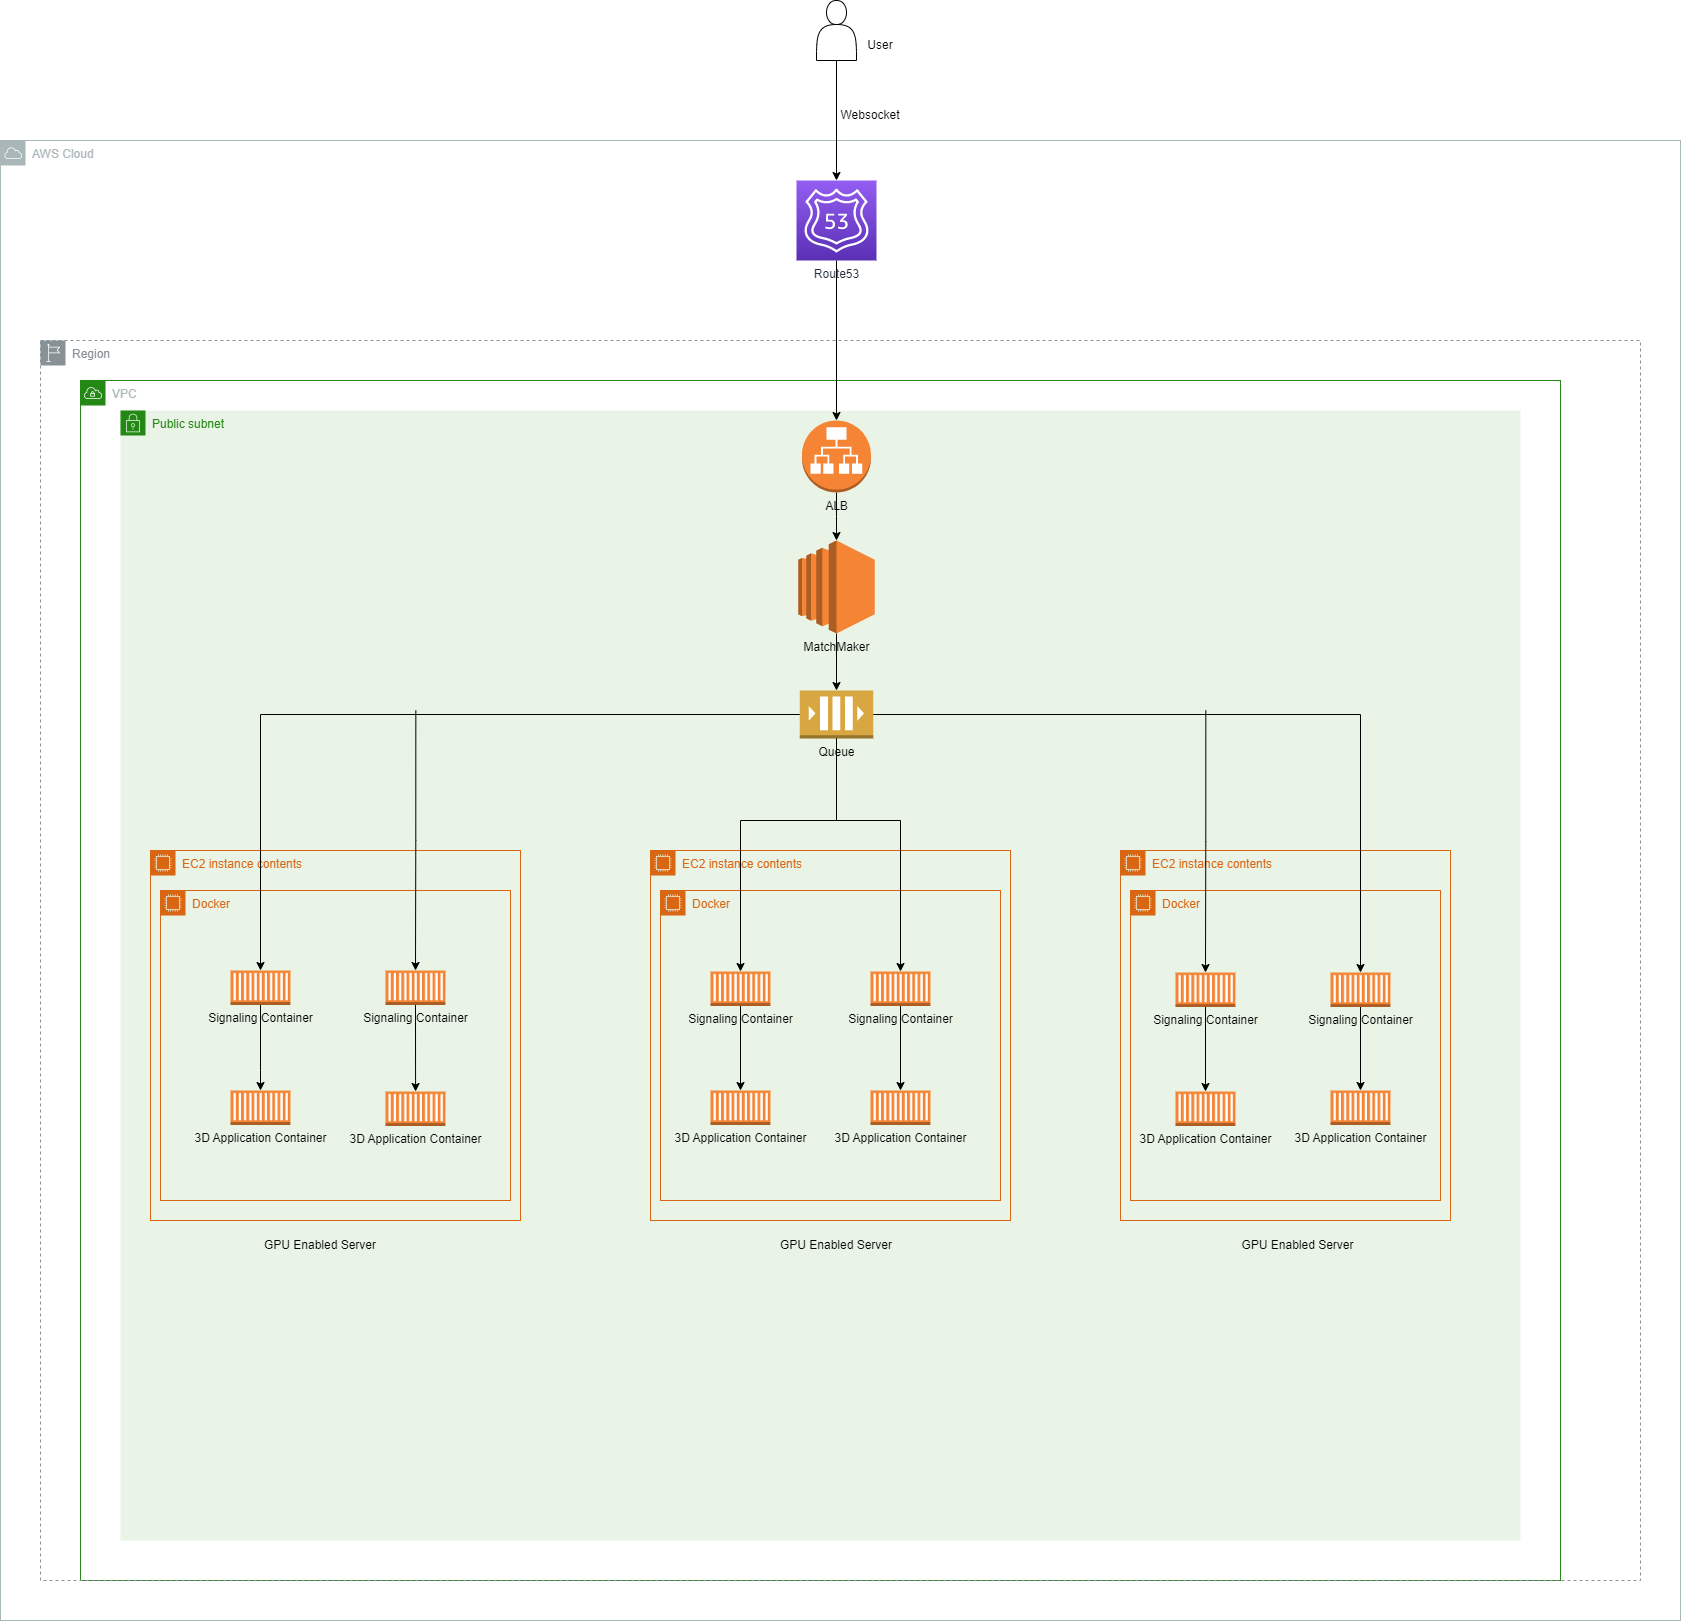 User
Websocket
AWS Cloud
53
Route53
Region
VPC
Public subnet
ALB
MatchMaker
Queue
EC2 instance contents
EC2 instance contents
EC2 instance contents
Docker
Docker
Docker
Signaling Container
Signaling Container
Signaling Container
Signaling Container
Signaling Container
Signaling Container
3D Application Container
3D Application Container
3D Application Container
3D Application Container
3D Application Container
3D Application Container
GPU Enabled Server
GPU Enabled Server
GPU Enabled Server